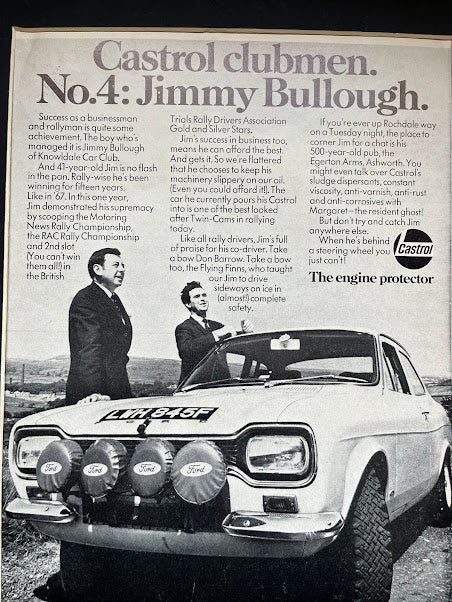 Castrol clubmen.
No.4: Jimmy Bullough.
Success as a businessman
and rallyman is quite some
achievement. The boy who's
managed it is Jimmy Bullough
of Knowldale Car Club.
And 41-year-old Jim is no flash
in the pan. Rally-wise he's been
winning for fifteen years.
Like in '67. In this one year,
Jim demonstrated his supremacy
by scooping the Motoring
News Rally Championship,
the RAC Rally Championship
and 2nd slot
(You can't win
them all!) in
the British
Trials Rally Drivers Association
Gold and Silver Stars.
Jim's success in business too,
means he can afford the best.
And gets it. So we're flattered
that he chooses to keep his
machinery slippery on our oil.
(Even you could afford it!). The
car he currently pours his Castrol
into is one of the best looked
after Twin-Cams in rallying
today.
Like all rally drivers, Jim's full
of praise for his co-driver. Take
a bow Don Barrow. Take a bow
too, the Flying Finns, who taught
our Jim to drive
sideways on ice in
(almost!) complete
safety.
If you're ever up Rochdale way
on a Tuesday night, the place to
corner Jim for a chat is his
500-year-old pub, the
Egerton Arms, Ashworth. You
might even talk over Castrol's
sludge dispersants, constant
viscosity, anti-varnish, anti-rust
and anti-corrosives with
Margaret – the resident ghost!
But don't try and catch Jim
anywhere else.
When he's behind
a steering wheel you
just can't!
Castrol
The engine protector
LWH 845F
Ford
Ford
Ford
Ford